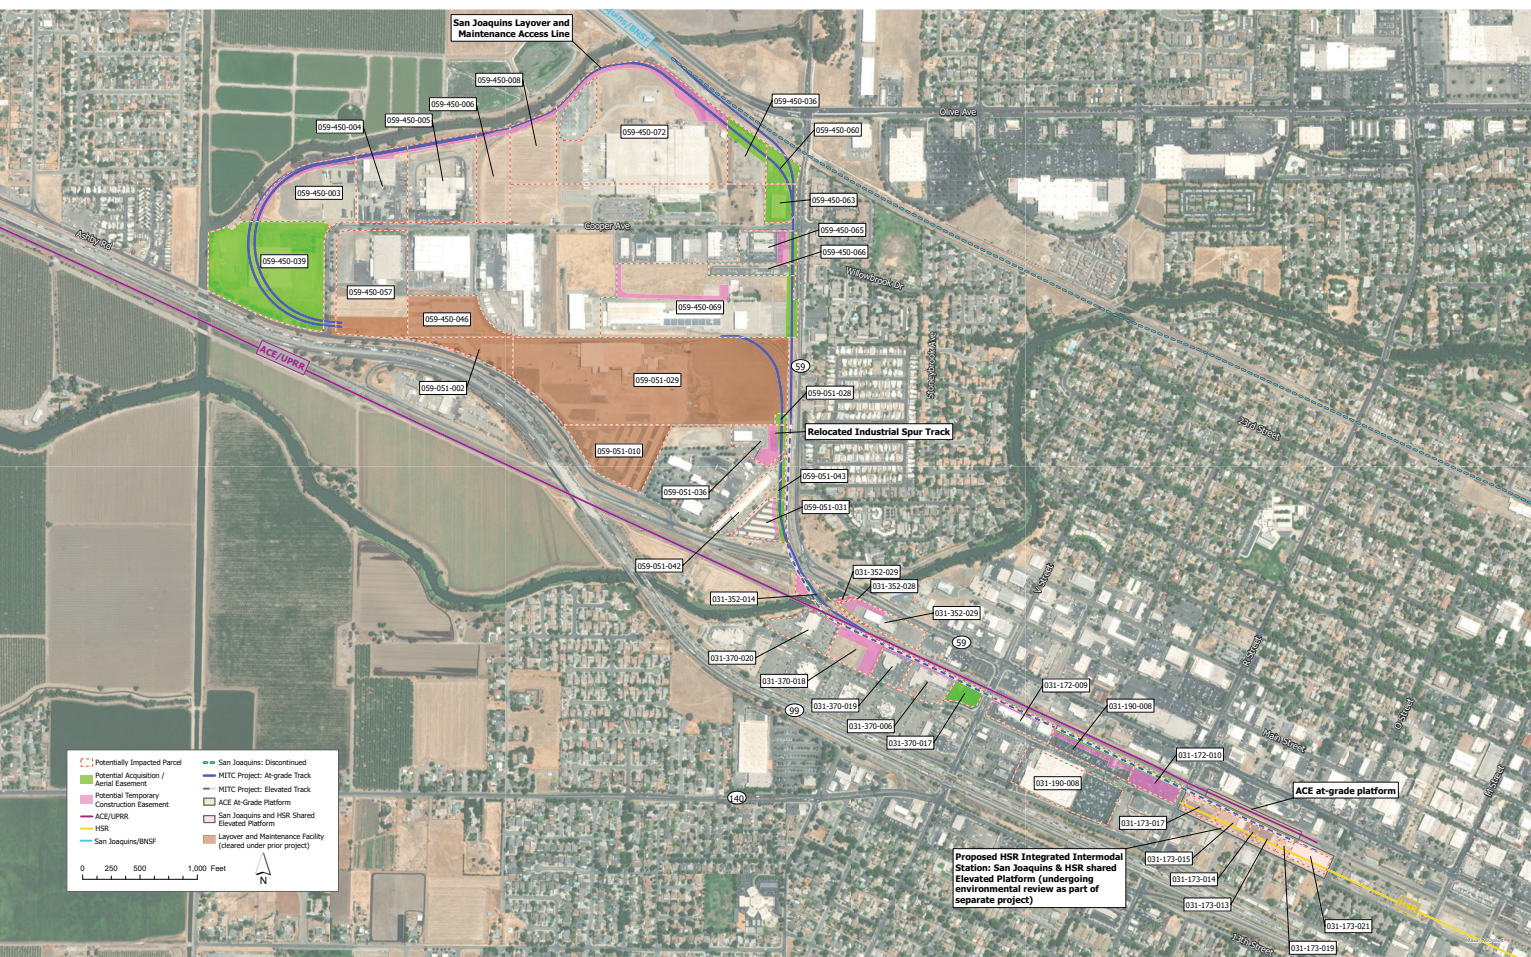 San Joaquins Layover and
Maintenance Access Line
San Joaquins/BNSF
059-450-008
059-450-006
059-450-005
059-450-004
059-450-072
059-450-036
Olive Ave
059-450-060
059-450-003
059-450-063
Cooper Ave
059-450-065
059-450-066
Ashby Rd
059-450-039
Willowbrook Dr
059-450-057
059-450-069
059-450-046
ACE/UPRR
Stoneybrook Ave
59
059-051-002
059-051-029
059-051-028
Relocated Industrial Spur Track
23rd Street
059-051-010
059-051-043
059-051-036
059-051-031
059-051-042
031-352-029
031-352-028
V Street
031-352-014
031-352-029
59
031-370-020
R Street
031-370-018
031-172-009
031-370-019
99
031-190-008
O Street
031-370-006
031-370-017
Main Street
031-172-010
M Street
031-190-008
ACE at-grade platform
140
031-173-017
031-173-015
Proposed HSR Integrated Intermodal
Station: San Joaquins & HSR shared
Elevated Platform (undergoing
environmental review as part of
separate project)
031-173-014
031-173-013
HSR
031-173-021
13th Street
031-173-019
Potentially Impacted Parcel
Potential Acquisition /
Aerial Easement
Potential Temporary
Construction Easement
ACE/UPRR
HSR
San Joaquins/BNSF
San Joaquins: Discontinued
MITC Project: At-grade Track
MITC Project: Elevated Track
ACE At-Grade Platform
San Joaquins and HSR Shared
Elevated Platform
Layover and Maintenance Facility
(cleared under prior project)
0 250 500 1,000 Feet
N